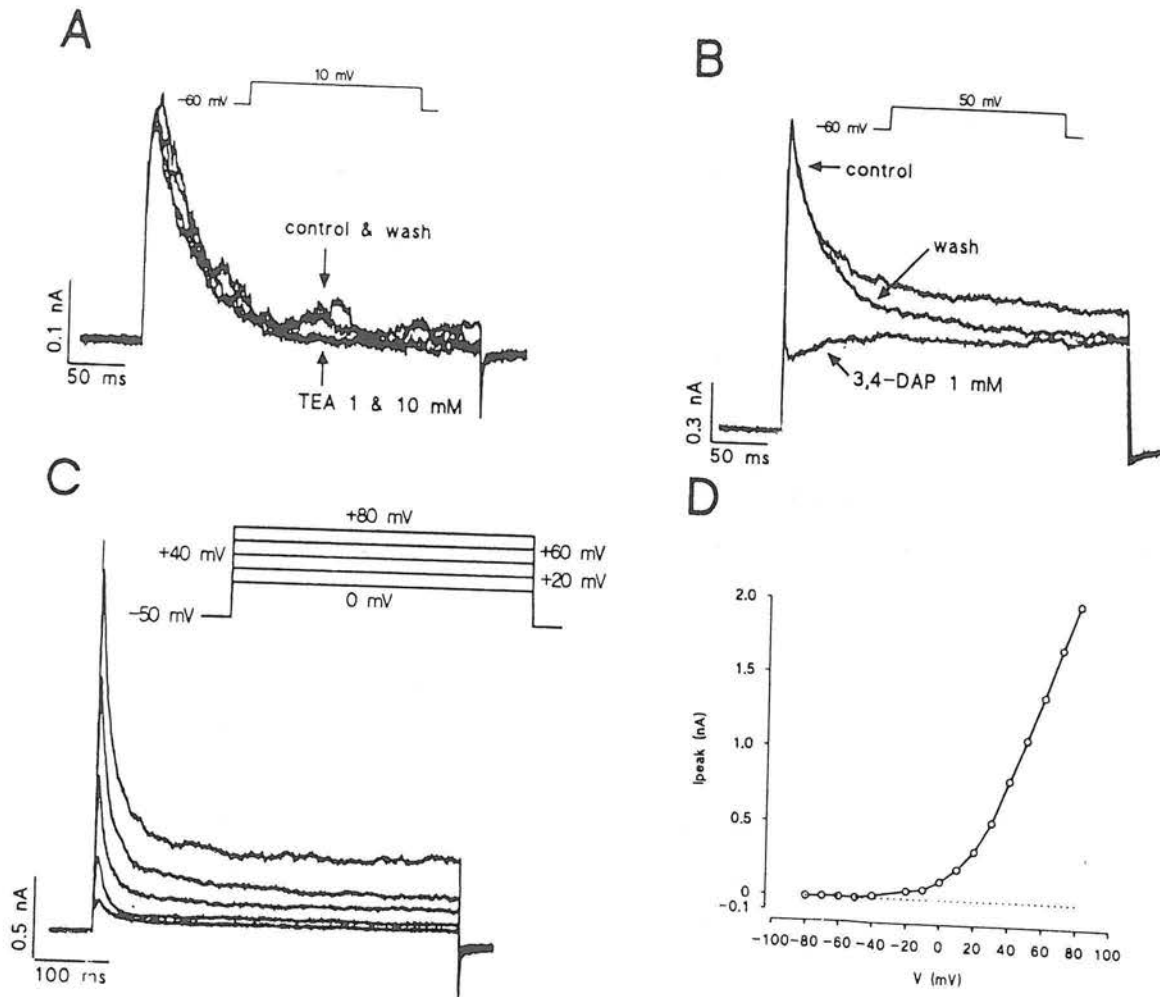 A
10 mV
-60 mV
control & wash
0.1 nA
50 ms
TEA 1 & 10 mM
B
50 mV
-60 mV
control
wash
3,4-DAP 1 mM
0.3 nA
50 ms
C
+80 mV
+40 mV
+60 mV
+20 mV
0 mV
-50 mV
0.5 nA
100 ms
D
2.0
1.5
1.0
0.5
0
-0.1
Ipeak (nA)
-100 -80 -60 -40 -20 0 20 40 60 80 100
V (mV)